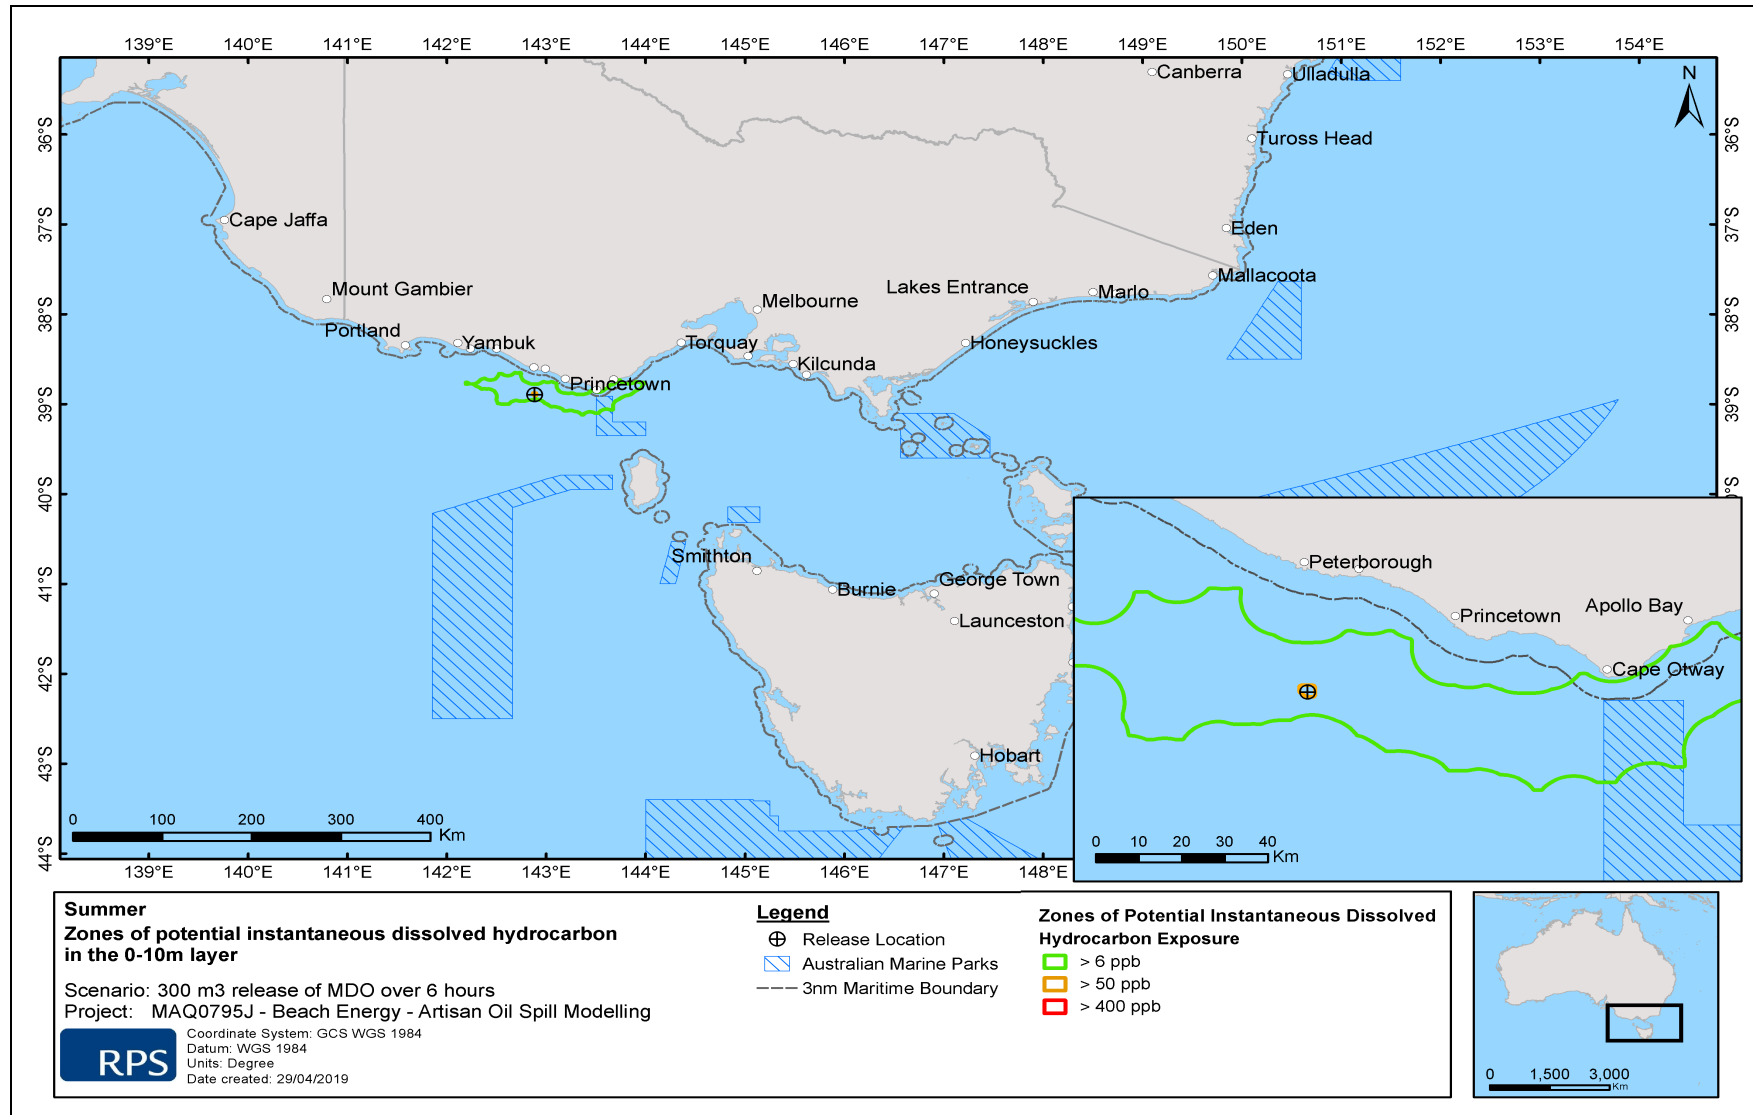 139°E 140°E 141°E 142°E 143°E 144°E 145°E 146°E 147°E 148°E 149°E 150°E 151°E 152°E 153°E 154°E
N
Canberra
Ulladulla
36°S
36°S
Tuross Head
37°S
37°S
Cape Jaffa
Eden
Mallacoota
Mount Gambier
Lakes Entrance
Marlo
Melbourne
38°S
38°S
Portland
Yambuk
Torquay
Honeysuckles
Kilcunda
Princetown
39°S
39°S
40°S
Smithton
41°S
Burnie
George Town
Launceston
42°S
Hobart
43°S
44°S
0 100 200 300 400
Km
139°E 140°E 141°E 142°E 143°E 144°E 145°E 146°E 147°E 148°E
Peterborough
Princetown
Apollo Bay
Cape Otway
0 10 20 30 40
Km
Summer
Zones of potential instantaneous dissolved hydrocarbon
in the 0-10m layer
Scenario: 300 m3 release of MDO over 6 hours
Project: MAQ0795J - Beach Energy - Artisan Oil Spill Modelling
RPS
Coordinate System: GCS WGS 1984
Datum: WGS 1984
Units: Degree
Date created: 29/04/2019
Legend
Release Location
Australian Marine Parks
3nm Maritime Boundary
Zones of Potential Instantaneous Dissolved
Hydrocarbon Exposure
> 6 ppb
> 50 ppb
> 400 ppb
0 1,500 3,000
Km